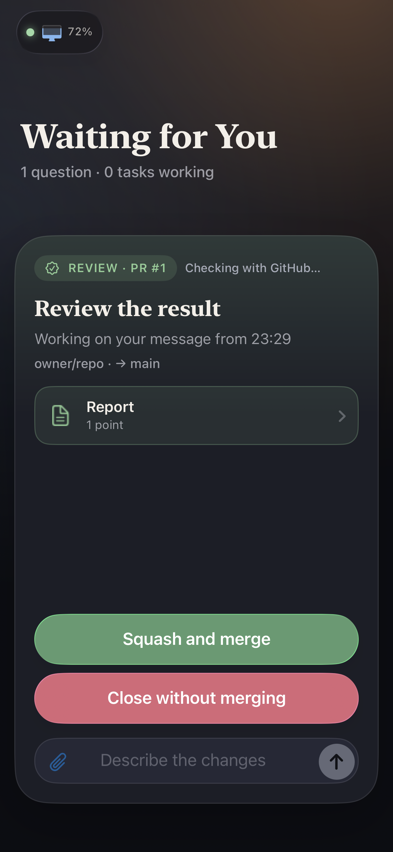 72%
Waiting for You
1 question · 0 tasks working
REVIEW · PR #1 Checking with GitHub...
Review the result
Working on your message from 23:29
owner/repo · → main
Report
1 point
Squash and merge
Close without merging
Describe the changes